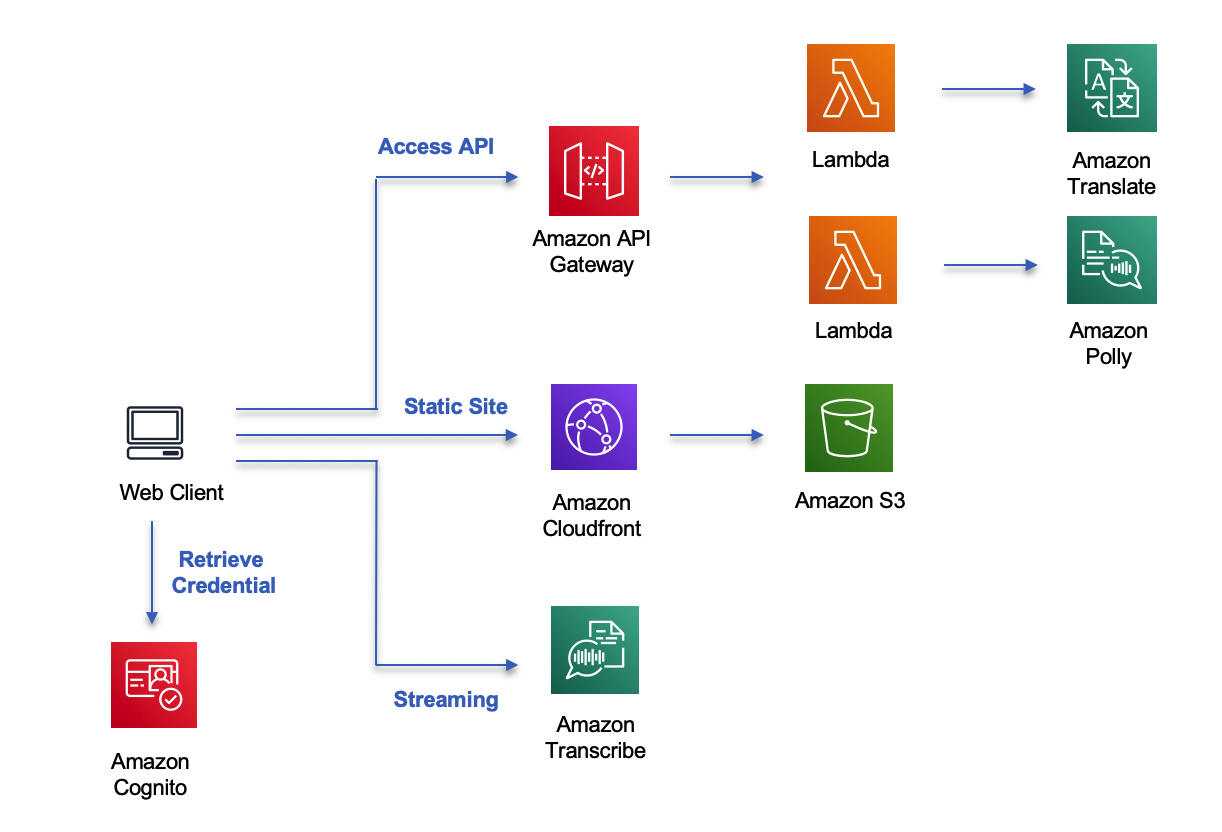 Access API
Amazon API
Gateway
Lambda
Amazon
Translate
Lambda
Amazon
Polly
Web Client
Static Site
Amazon
Cloudfront
Amazon S3
Retrieve
Credential
Amazon
Cognito
Streaming
Amazon
Transcribe